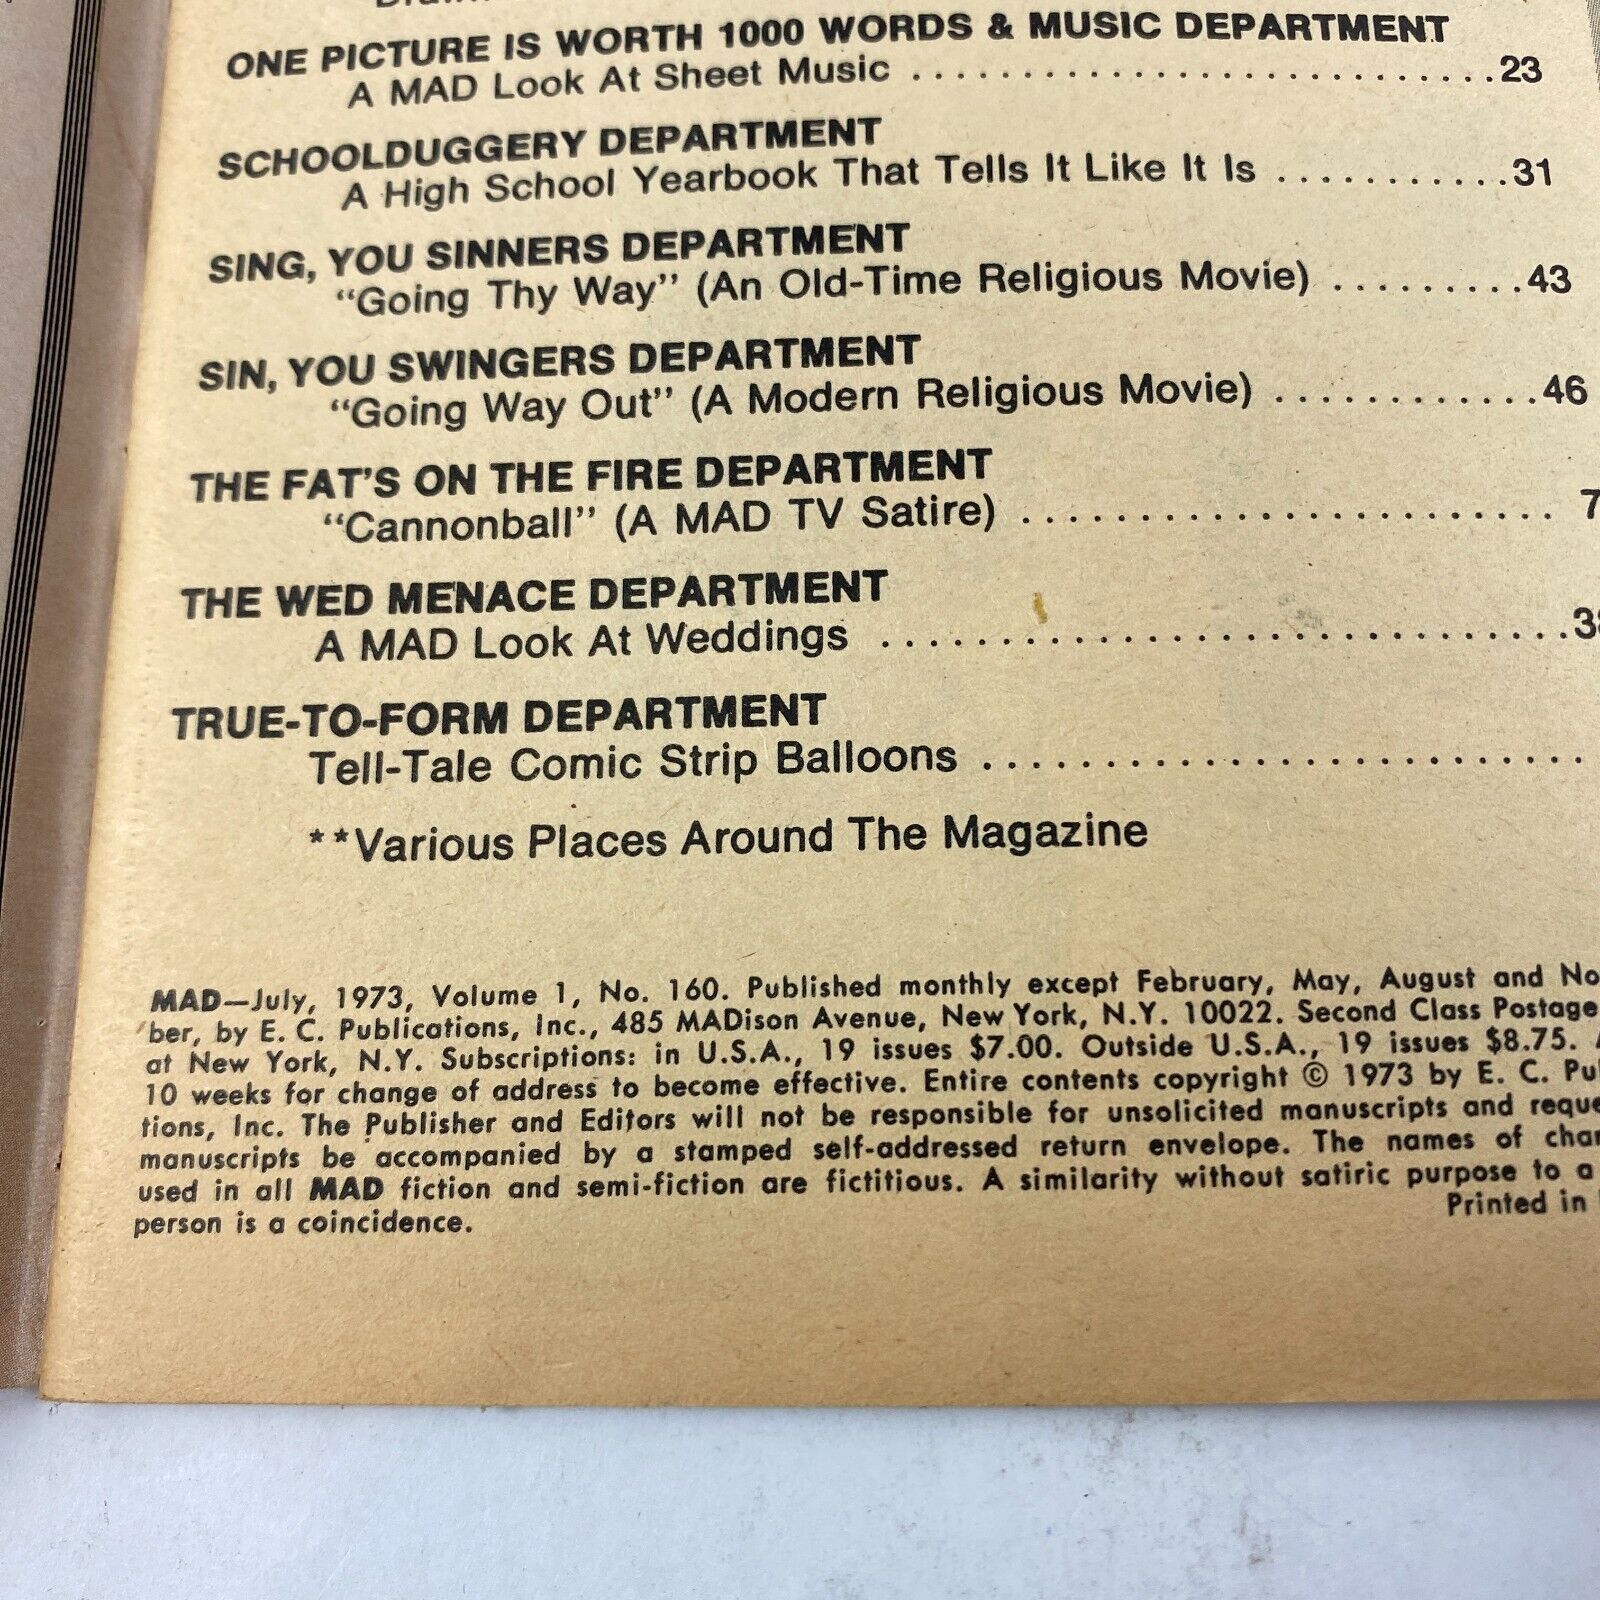 ONE PICTURE IS WORTH 1000 WORDS & MUSIC DEPARTMENT
A MAD Look At Sheet Music ............................23
SCHOOLDUGGERY DEPARTMENT
A High School Yearbook That Tells It Like It Is ...........31
SING, YOU SINNERS DEPARTMENT
"Going Thy Way" (An Old-Time Religious Movie) .........43
SIN, YOU SWINGERS DEPARTMENT
"Going Way Out" (A Modern Religious Movie) ............46
THE FAT'S ON THE FIRE DEPARTMENT
"Cannonball" (A MAD TV Satire) .......................
THE WED MENACE DEPARTMENT
A MAD Look At Weddings ..............................
TRUE-TO-FORM DEPARTMENT
Tell-Tale Comic Strip Balloons .........................
**Various Places Around The Magazine
MAD—July, 1973, Volume 1, No. 160. Published monthly except February, May, August and No
ber, by E. C. Publications, Inc., 485 MADison Avenue, New York, N.Y. 10022. Second Class Postage
at New York, N.Y. Subscriptions: in U.S.A., 19 issues $7.00. Outside U.S.A., 19 issues $8.75.
10 weeks for change of address to become effective. Entire contents copyright © 1973 by E. C. Pu
tions, Inc. The Publisher and Editors will not be responsible for unsolicited manuscripts and reque
manuscripts be accompanied by a stamped self-addressed return envelope. The names of char
used in all MAD fiction and semi-fiction are fictitious. A similarity without satiric purpose to a
person is a coincidence.
Printed in